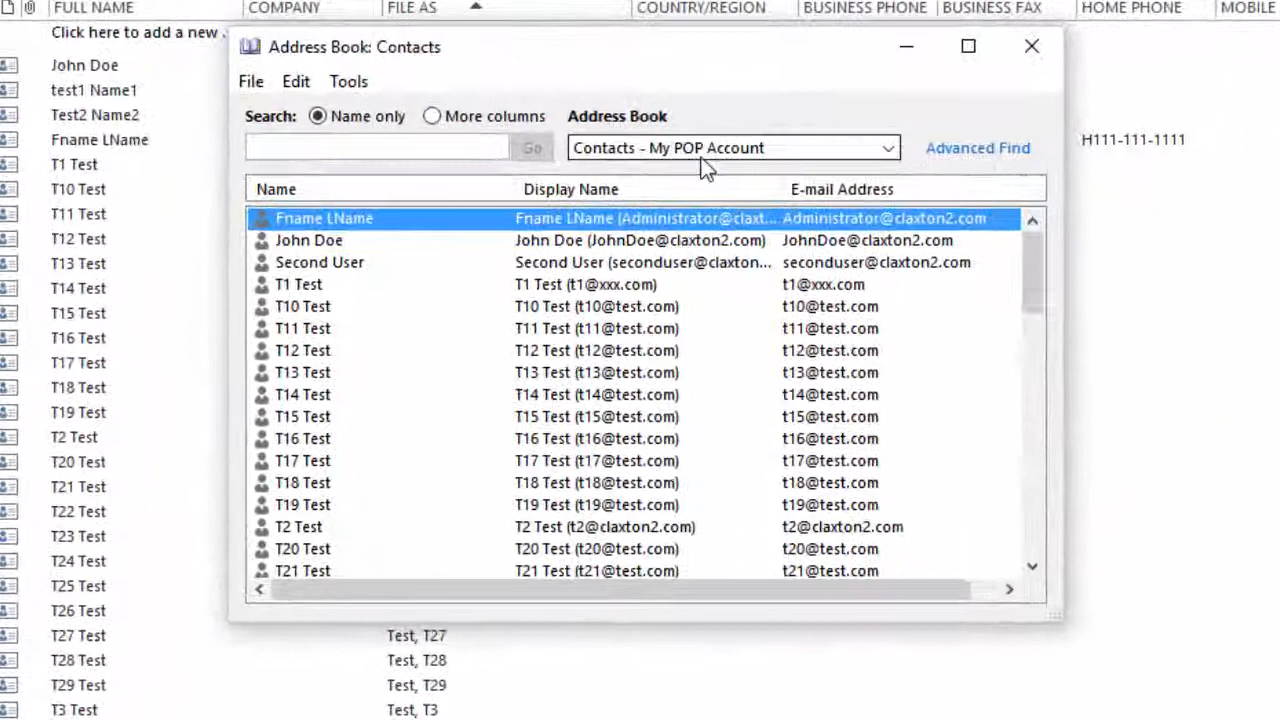 FULL NAME COMPANY FILE AS COUNTRY/REGION BUSINESS PHONE BUSINESS FAX HOME PHONE MOBILE
Click here to add a new
John Doe
test1 Name1
Test2 Name2
Fname LName H111-111-1111
T1 Test
T10 Test
T11 Test
T12 Test
T13 Test
T14 Test
T15 Test
T16 Test
T17 Test
T18 Test
T19 Test
T2 Test
T20 Test
T21 Test
T22 Test
T23 Test
T24 Test
T25 Test
T26 Test
T27 Test Test, T27
T28 Test Test, T28
T29 Test Test, T29
T3 Test Test, T3
Address Book: Contacts
File Edit Tools
Search: Name only More columns Address Book
Go Contacts - My POP Account Advanced Find
Name Display Name E-mail Address
Fname LName Fname LName (Administrator@claxt... Administrator@claxton2.com
John Doe John Doe (JohnDoe@claxton2.com) JohnDoe@claxton2.com
Second User Second User (seconduser@claxton... seconduser@claxton2.com
T1 Test T1 Test (t1@xxx.com) t1@xxx.com
T10 Test T10 Test (t10@test.com) t10@test.com
T11 Test T11 Test (t11@test.com) t11@test.com
T12 Test T12 Test (t12@test.com) t12@test.com
T13 Test T13 Test (t13@test.com) t13@test.com
T14 Test T14 Test (t14@test.com) t14@test.com
T15 Test T15 Test (t15@test.com) t15@test.com
T16 Test T16 Test (t16@test.com) t16@test.com
T17 Test T17 Test (t17@test.com) t17@test.com
T18 Test T18 Test (t18@test.com) t18@test.com
T19 Test T19 Test (t19@test.com) t19@test.com
T2 Test T2 Test (t2@claxton2.com) t2@claxton2.com
T20 Test T20 Test (t20@test.com) t20@test.com
T21 Test T21 Test (t21@test.com) t21@test.com